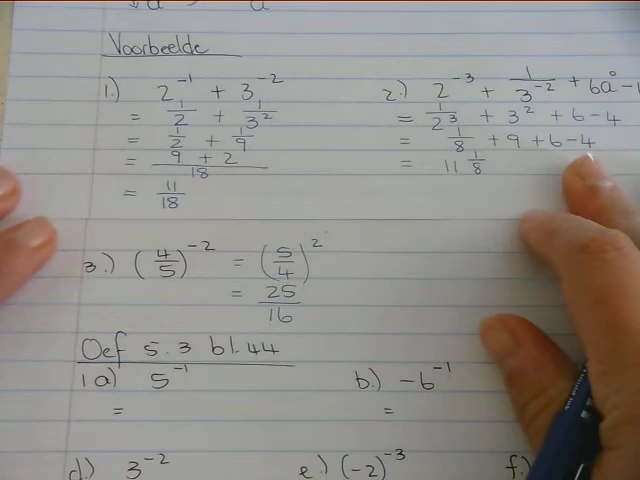 Voorbeelde
1.) 2⁻¹ + 3⁻²
= 1/2 + 1/3²
= 1/2 + 1/9
= (9 + 2)/18
= 11/18
2.) 2⁻³ + 1/3⁻² + 6a⁰ -
= 1/2³ + 3² + 6 - 4
= 1/8 + 9 + 6 - 4
= 11 1/8
3.) (4/5)⁻² = (5/4)²
= 25/16
Oef 5.3 bl.44
1a) 5⁻¹ b.) -6⁻¹
= =
d.) 3⁻² e.) (-2)⁻³ f.)